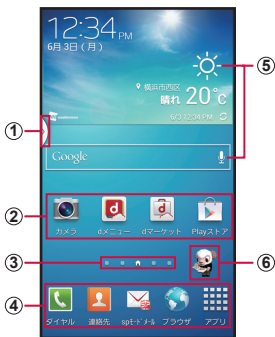 12:34 PM
6月3日(月)
横浜市西区
晴れ 20°c
6/3 12:34 PM
Google
カメラ
dメニュー
dマーケット
Playストア
ダイヤル
連絡先
spモードメール
ブラウザ
アプリ
1
2
3
4
5
6